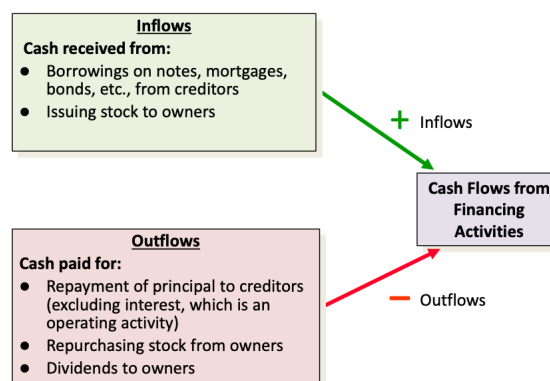 Inflows
Cash received from:
● Borrowings on notes, mortgages,
bonds, etc., from creditors
● Issuing stock to owners
+ Inflows
Cash Flows from
Financing
Activities
Outflows
Cash paid for:
● Repayment of principal to creditors
(excluding interest, which is an
operating activity)
● Repurchasing stock from owners
● Dividends to owners
− Outflows